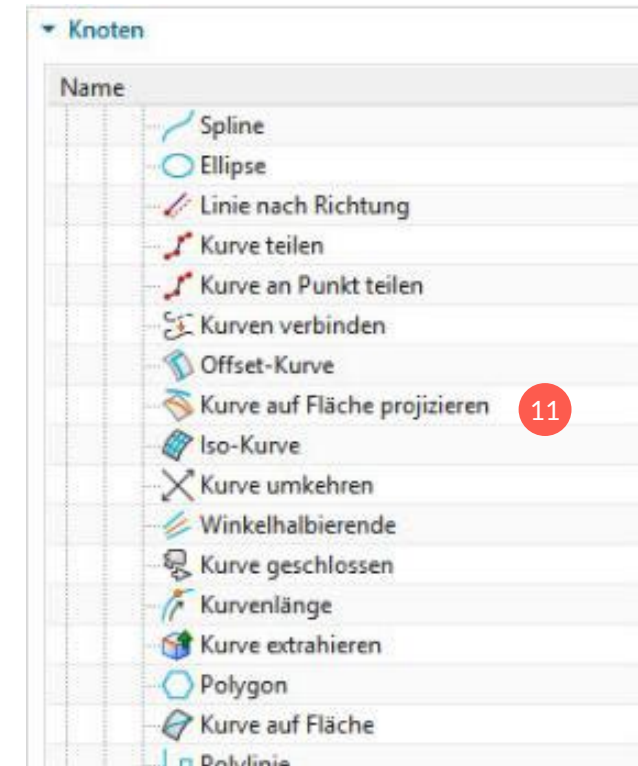 Knoten
Name
Spline
Ellipse
Linie nach Richtung
Kurve teilen
Kurve an Punkt teilen
Kurven verbinden
Offset-Kurve
Kurve auf Fläche projizieren 11
Iso-Kurve
Kurve umkehren
Winkelhalbierende
Kurve geschlossen
Kurvenlänge
Kurve extrahieren
Polygon
Kurve auf Fläche
Polylinie